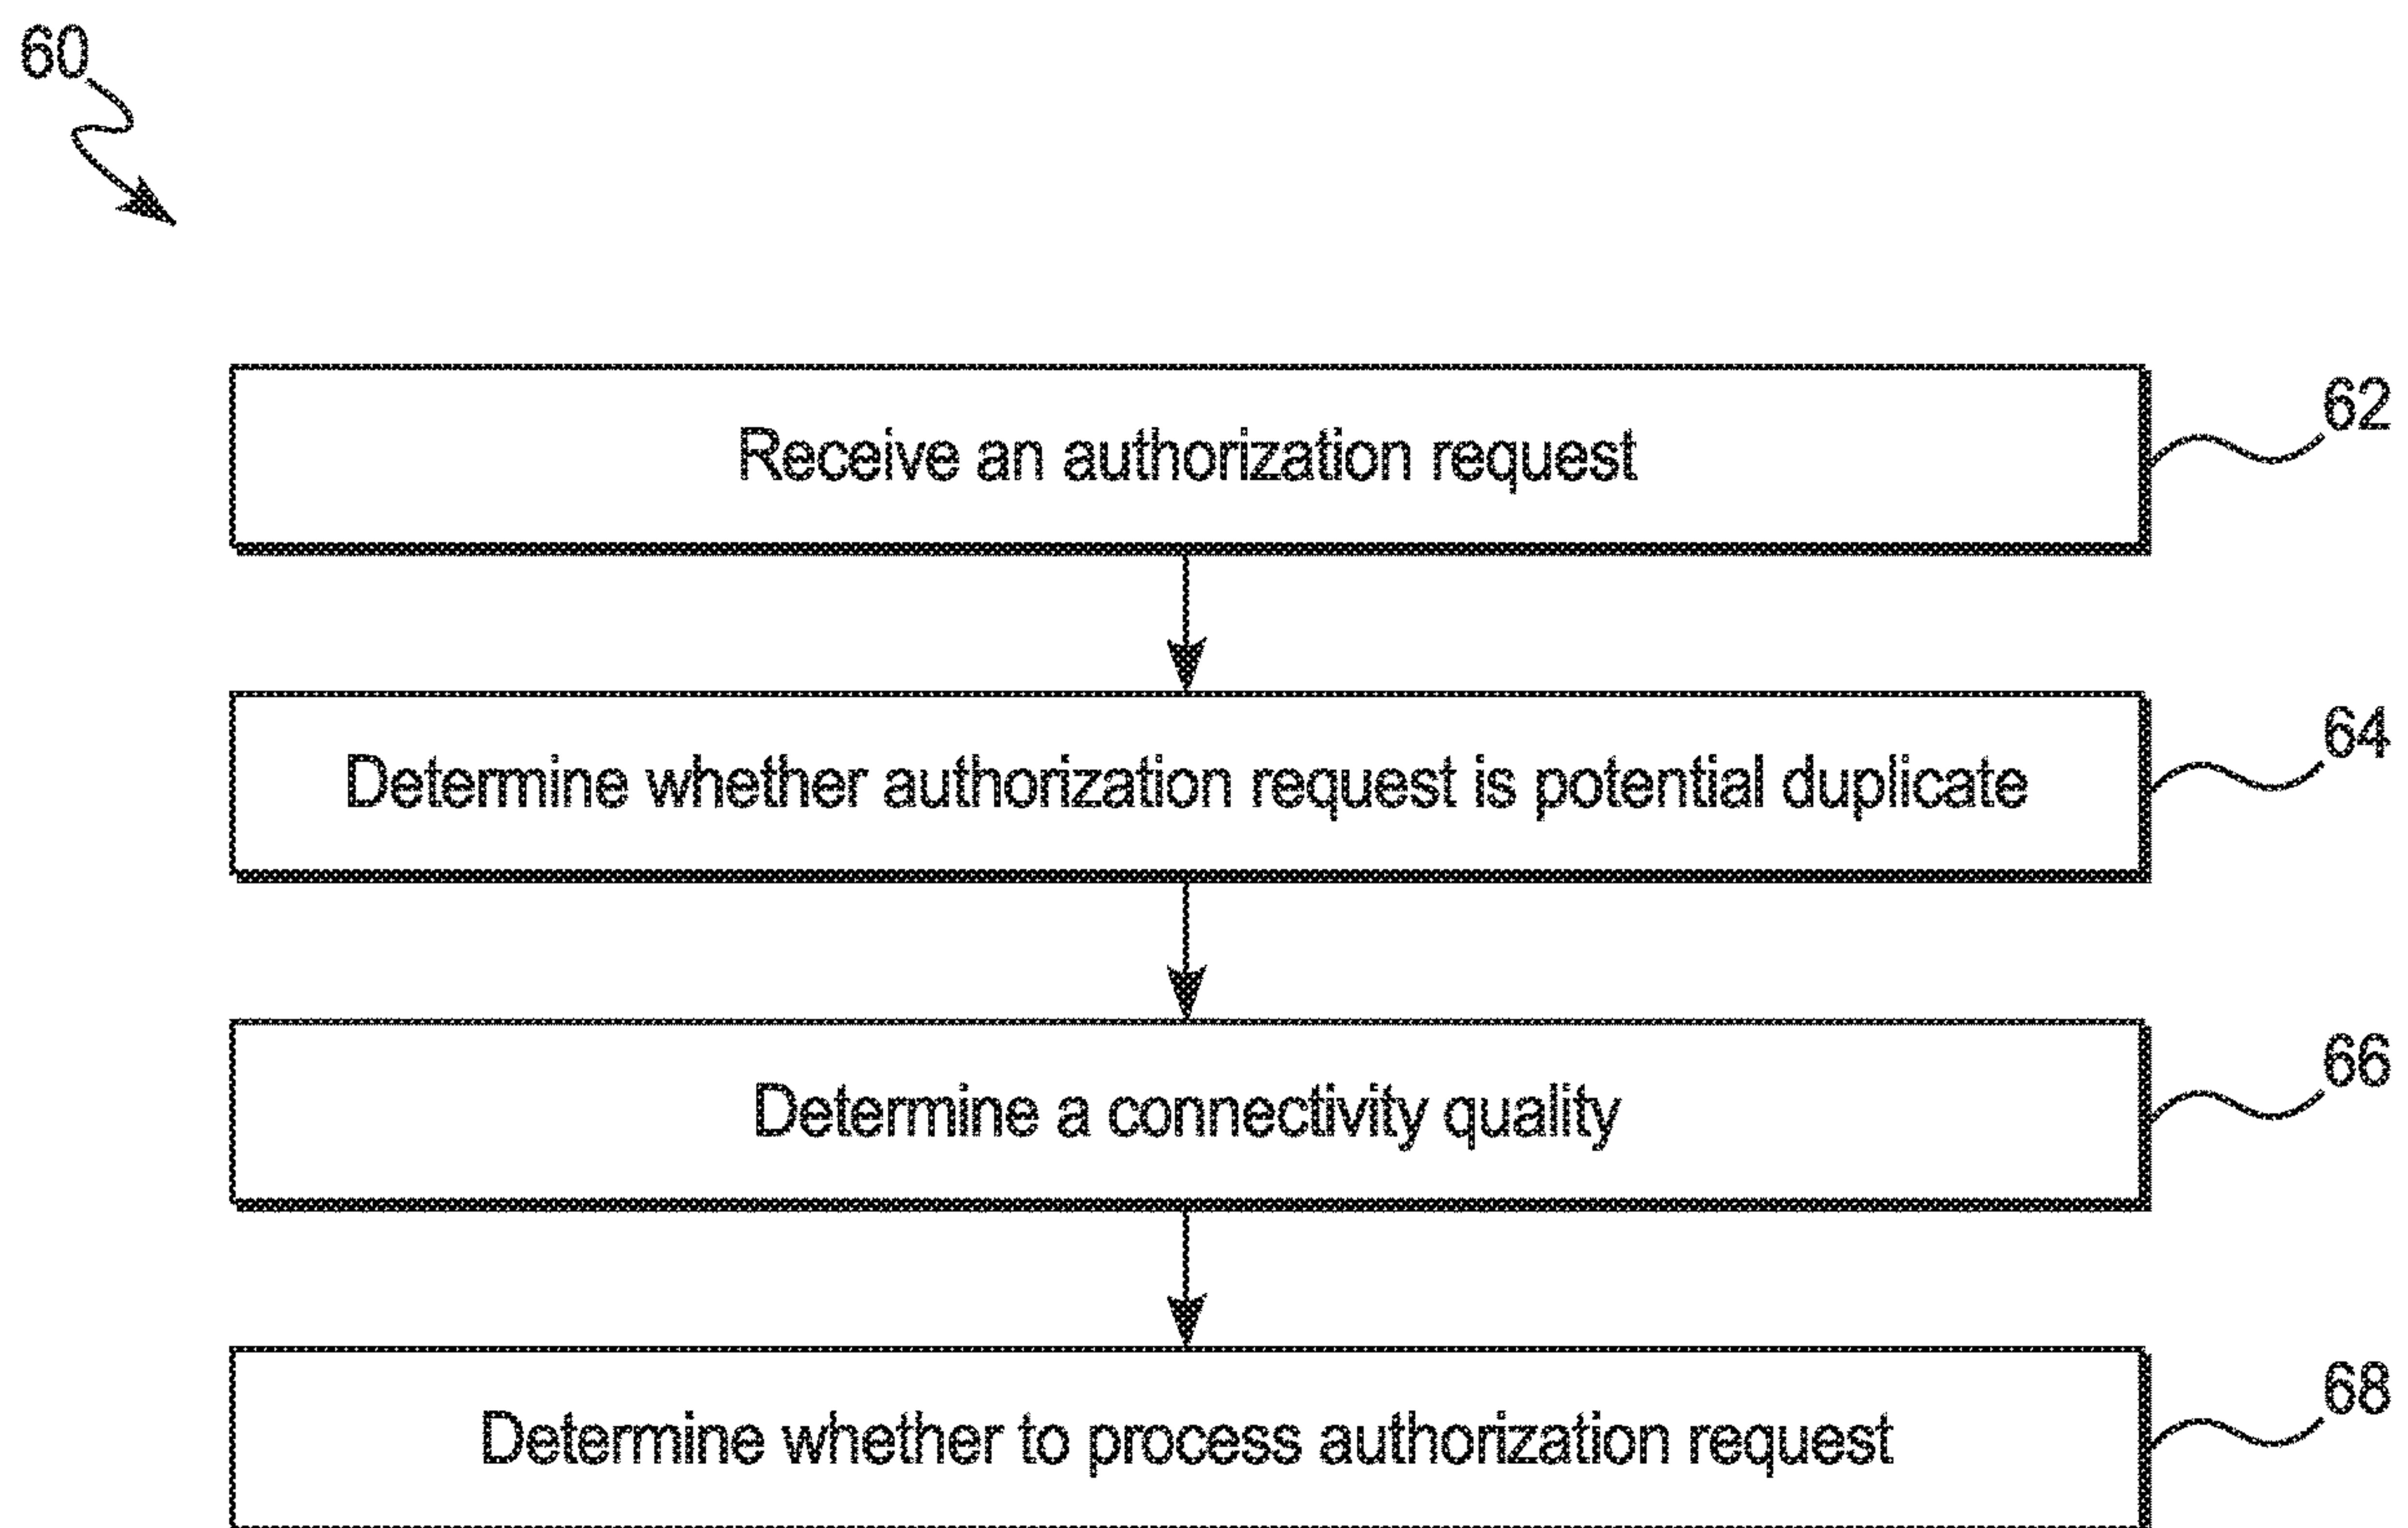 60
Receive an authorization request
62
Determine whether authorization request is potential duplicate
64
Determine a connectivity quality
66
Determine whether to process authorization request
68